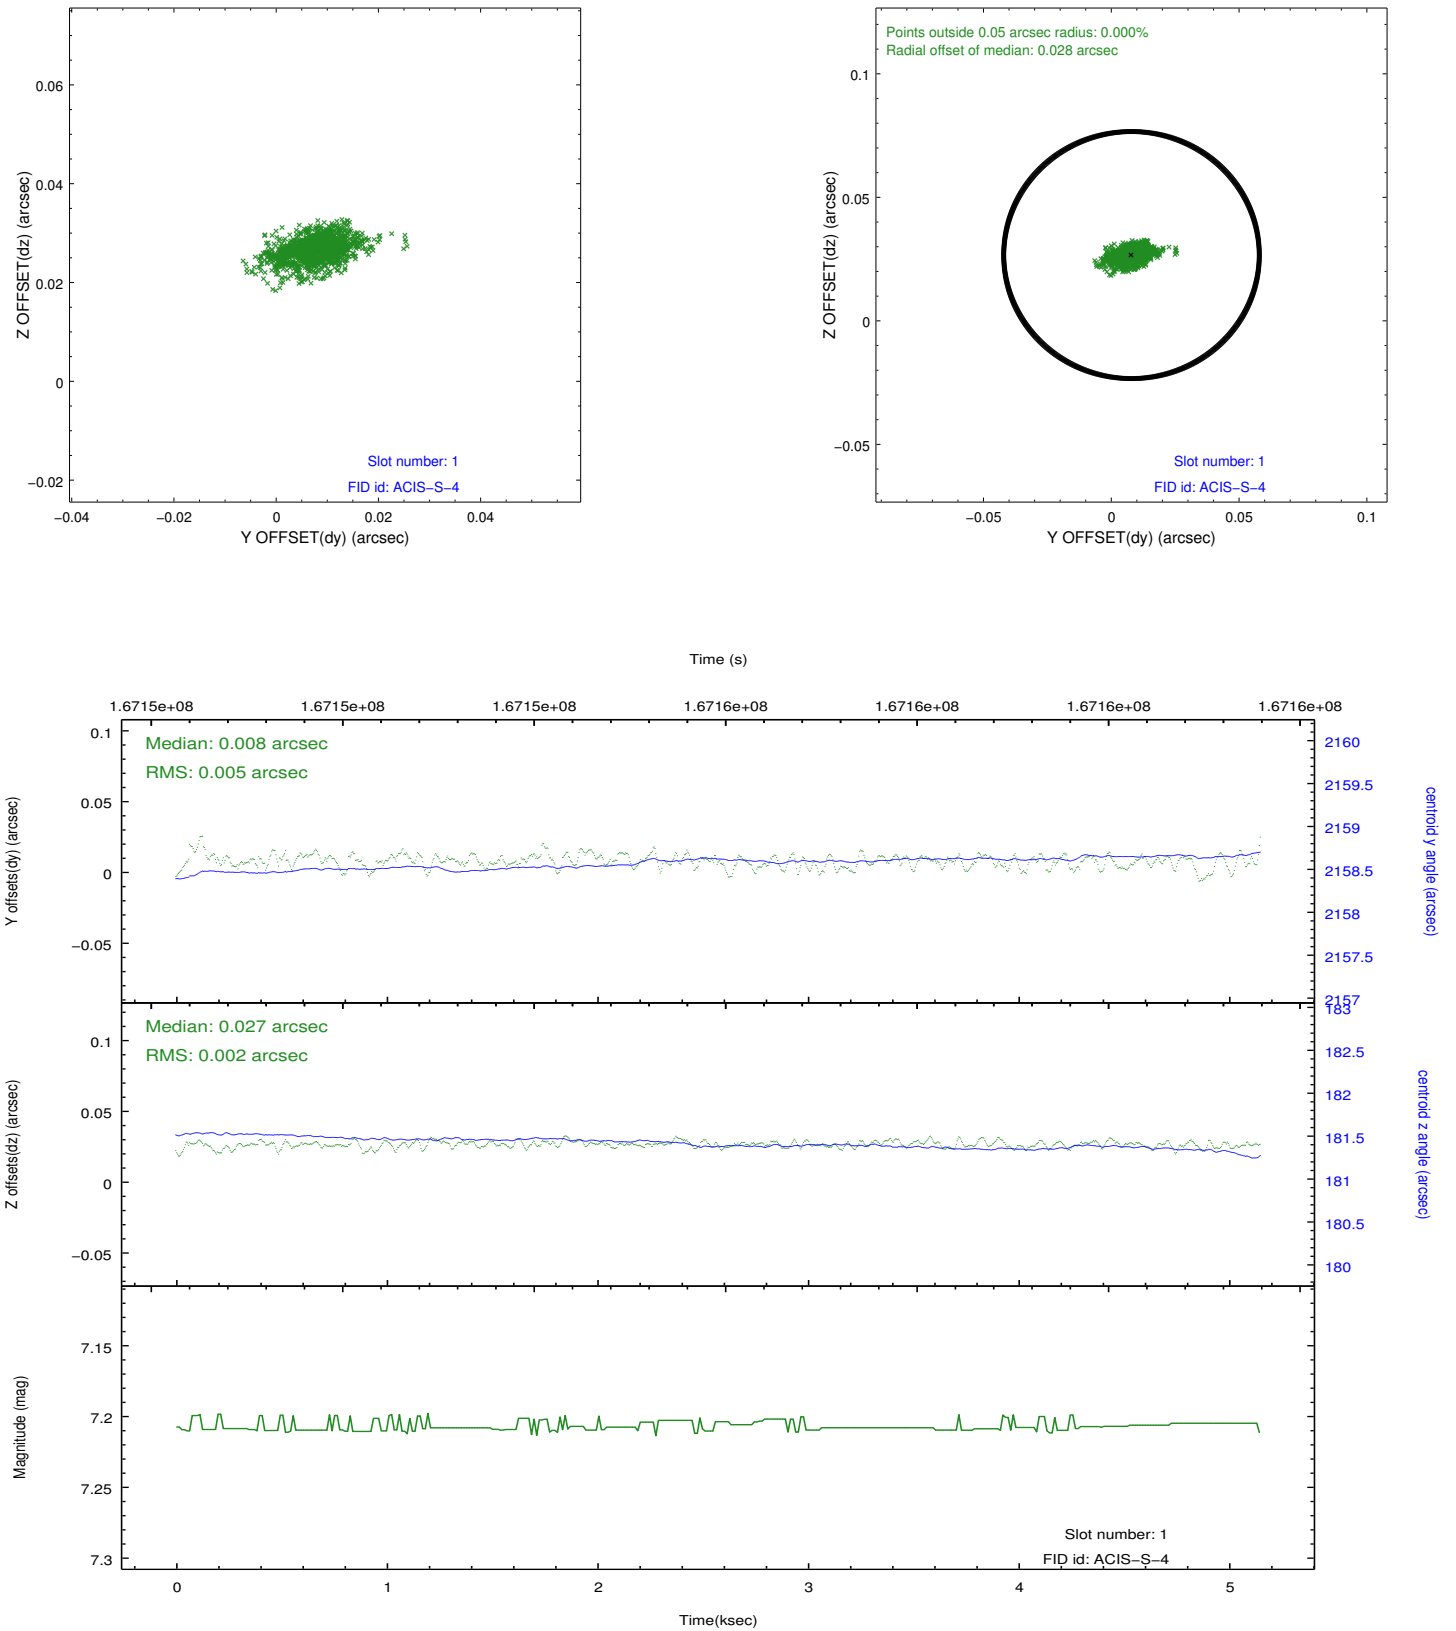 0.06
0.04
0.02
0
−0.02
Z OFFSET(dz) (arcsec)
Slot number: 1
FID id: ACIS−S−4
−0.04
−0.02
0
0.02
0.04
Y OFFSET(dy) (arcsec)
Points outside 0.05 arcsec radius: 0.000%
Radial offset of median: 0.028 arcsec
0.1
0.05
0
−0.05
Z OFFSET(dz) (arcsec)
Slot number: 1
FID id: ACIS−S−4
−0.05
0
0.05
0.1
Y OFFSET(dy) (arcsec)
Time (s)
1.6715e+08
1.6715e+08
1.6715e+08
1.6716e+08
1.6716e+08
1.6716e+08
1.6716e+08
Median: 0.008 arcsec
RMS: 0.005 arcsec
0.1
0.05
0
−0.05
Y offsets(dy) (arcsec)
2160
2159.5
2159
2158.5
2158
2157.5
2157
centroid y angle (arcsec)
Median: 0.027 arcsec
RMS: 0.002 arcsec
0.1
0.05
0
−0.05
Z offsets(dz) (arcsec)
183
182.5
182
181.5
181
180.5
180
centroid z angle (arcsec)
7.15
7.2
7.25
7.3
Magnitude (mag)
Slot number: 1
FID id: ACIS−S−4
0
1
2
3
4
5
Time(ksec)